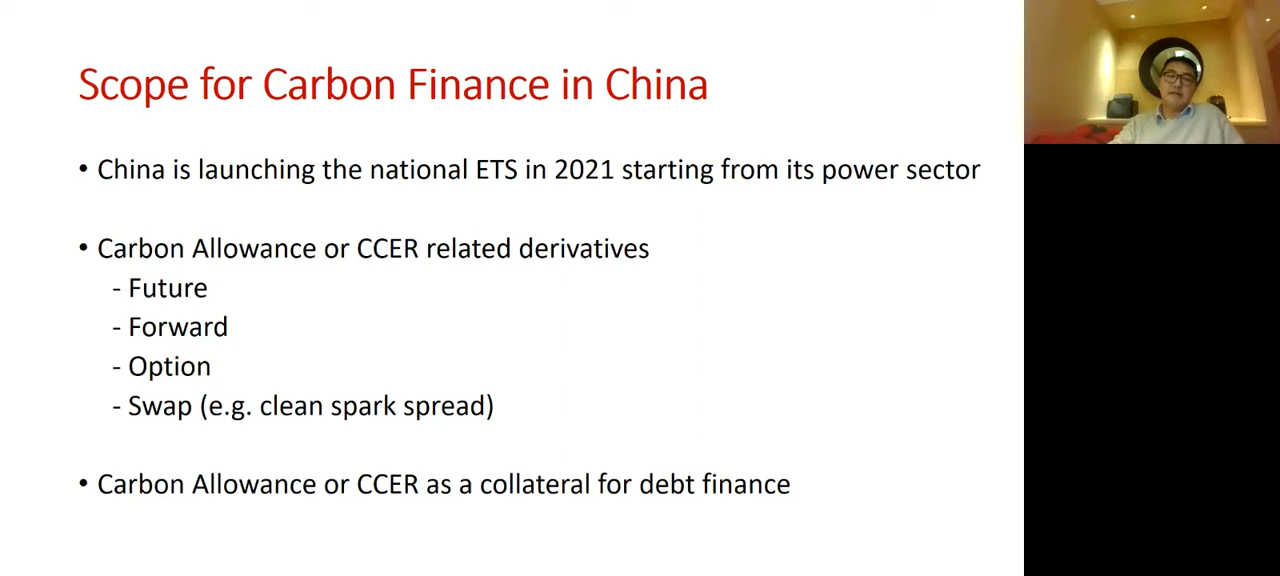 Scope for Carbon Finance in China
• China is launching the national ETS in 2021 starting from its power sector
• Carbon Allowance or CCER related derivatives
- Future
- Forward
- Option
- Swap (e.g. clean spark spread)
• Carbon Allowance or CCER as a collateral for debt finance